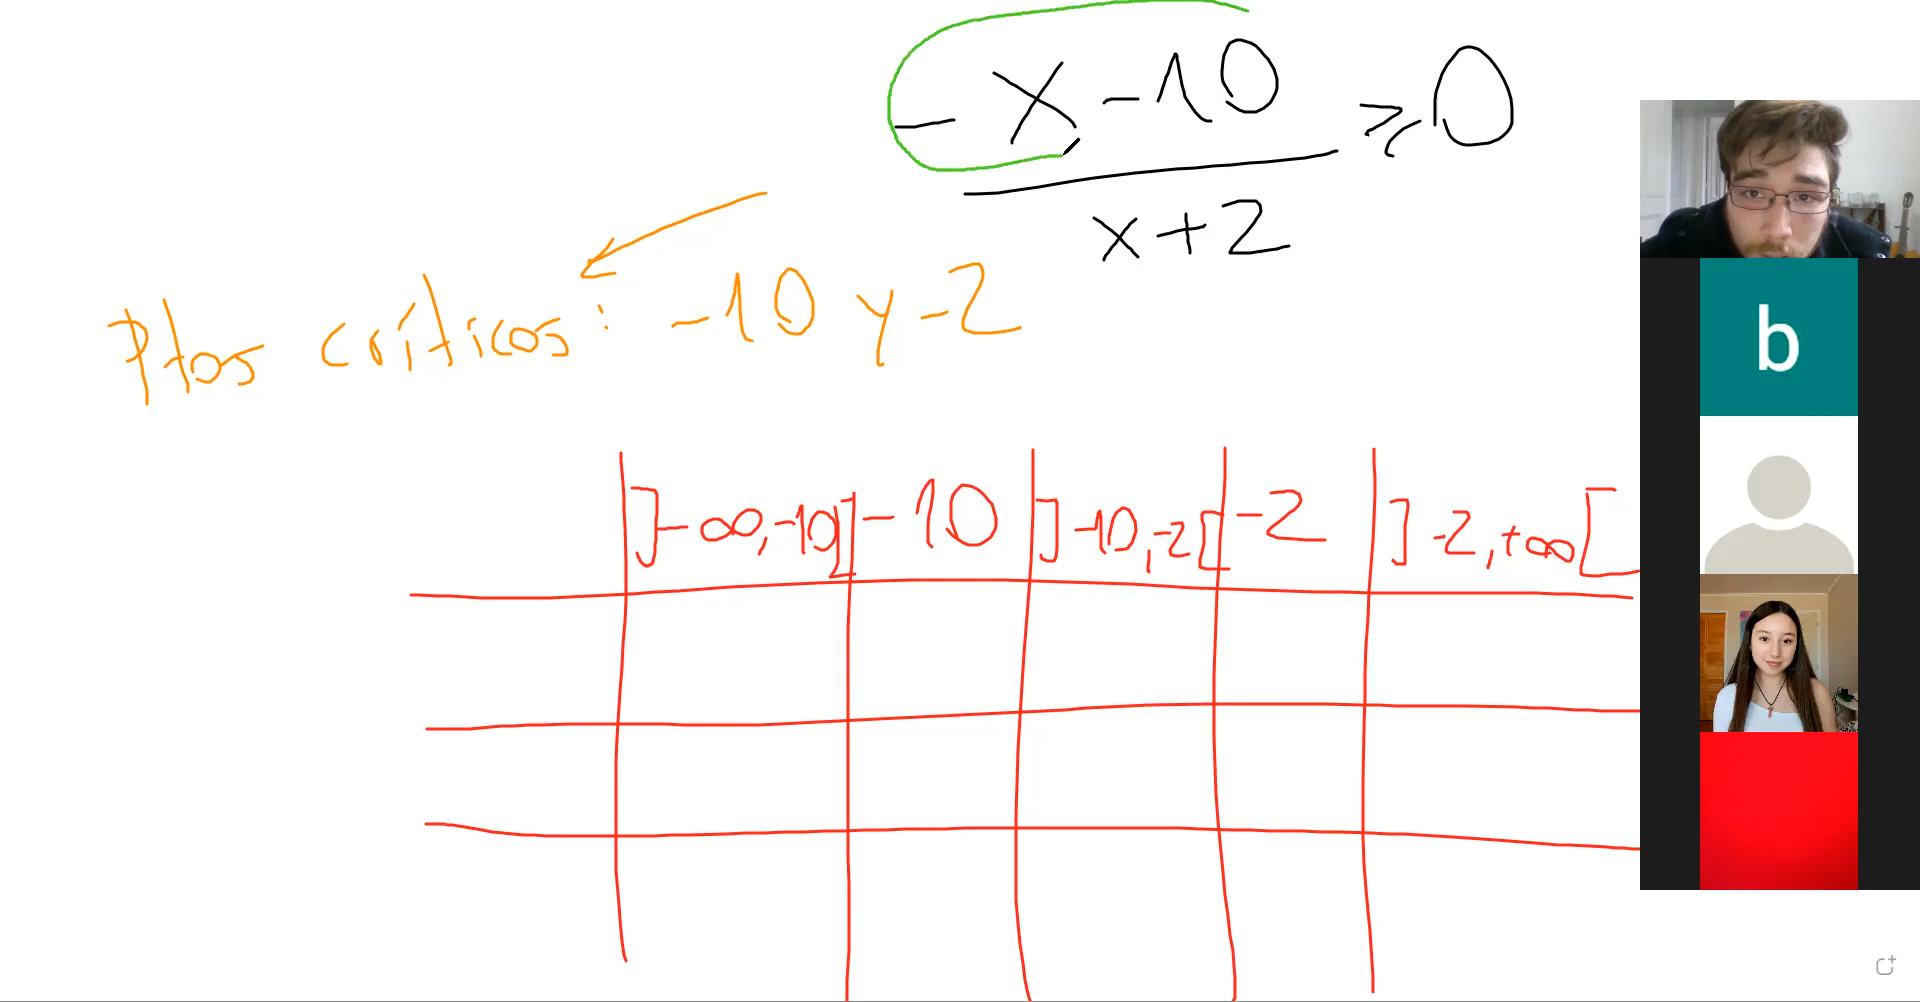 -x-10 ≥ 0
x+2
Ptos críticos: -10 y -2
]-∞,-10] -10 ]-10,-2[ -2 ]-2,+∞[
b